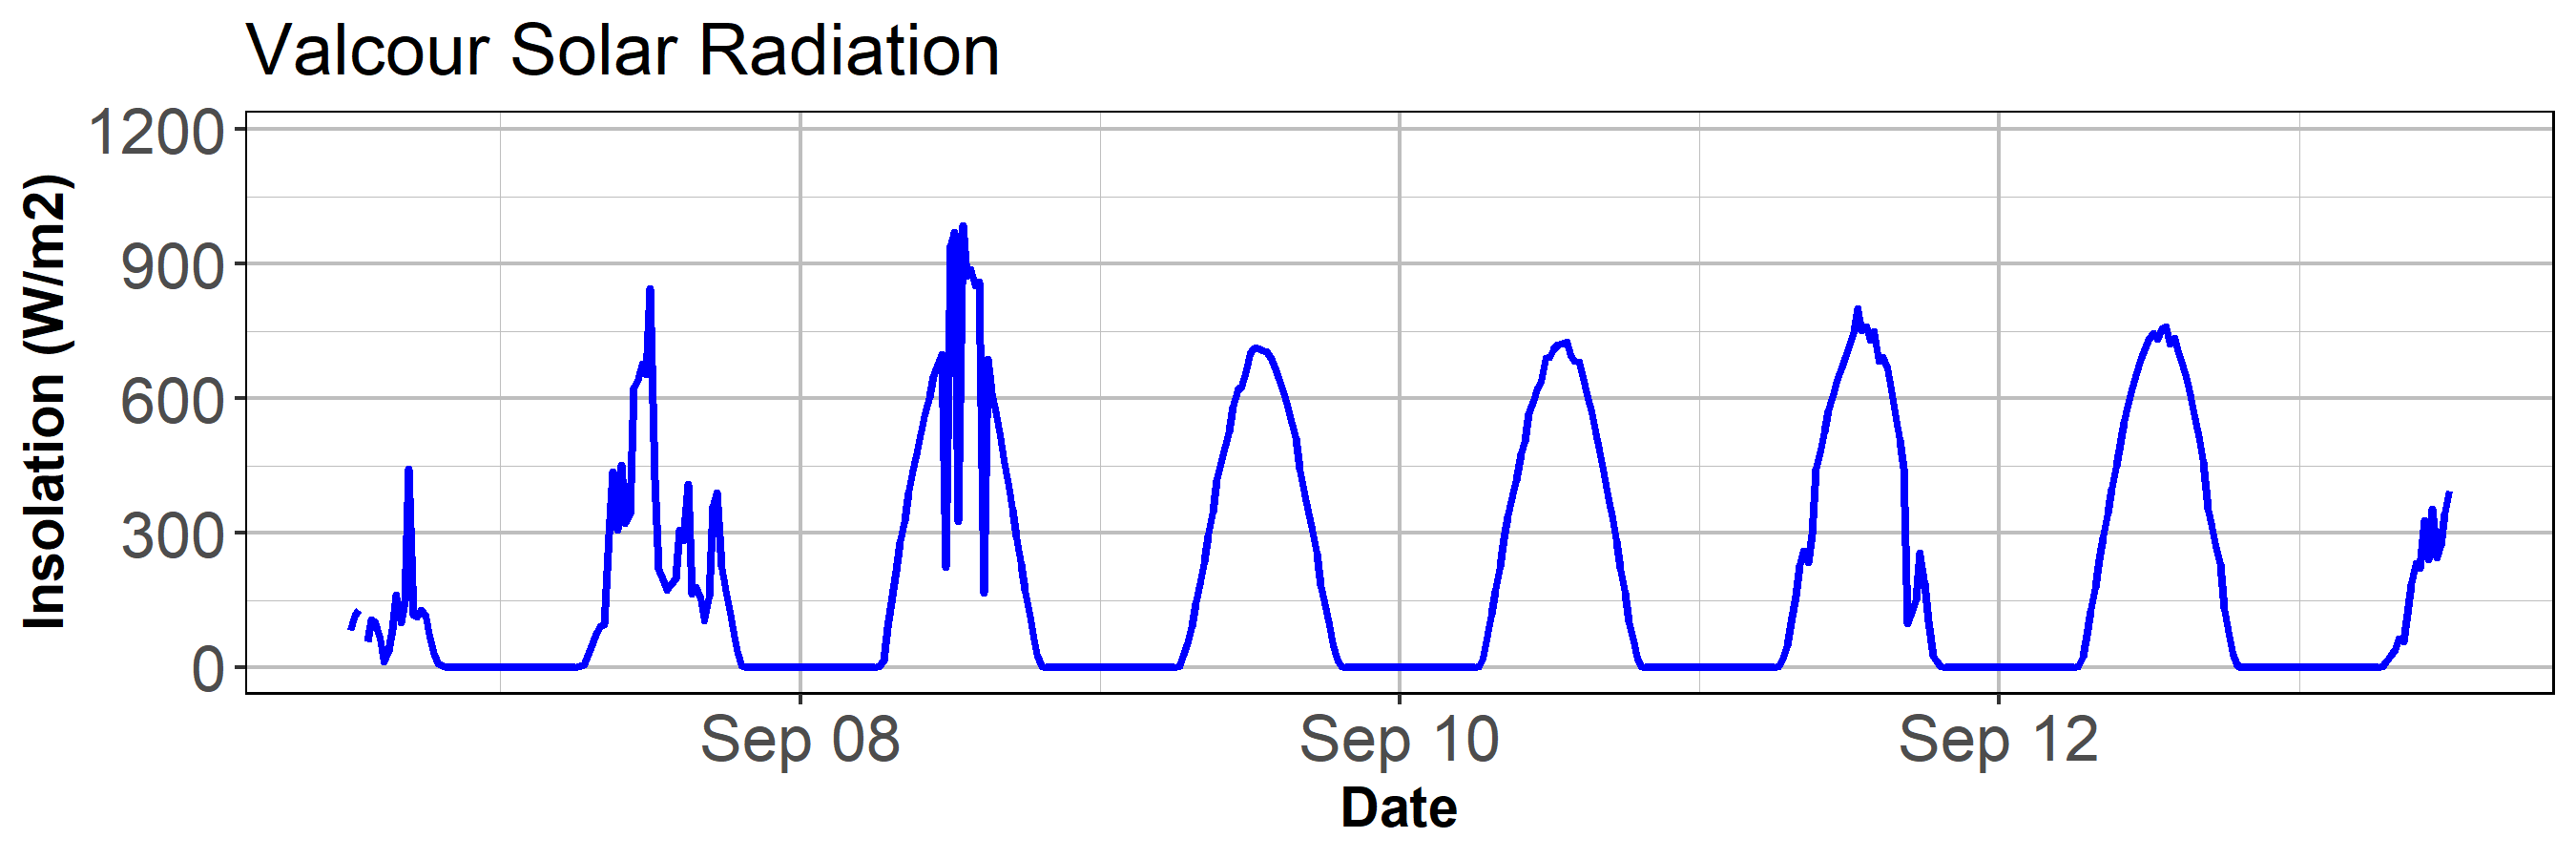 Valcour Solar Radiation
1200
900
600
300
0
Insolation (W/m2)
Sep 08
Sep 10
Sep 12
Date